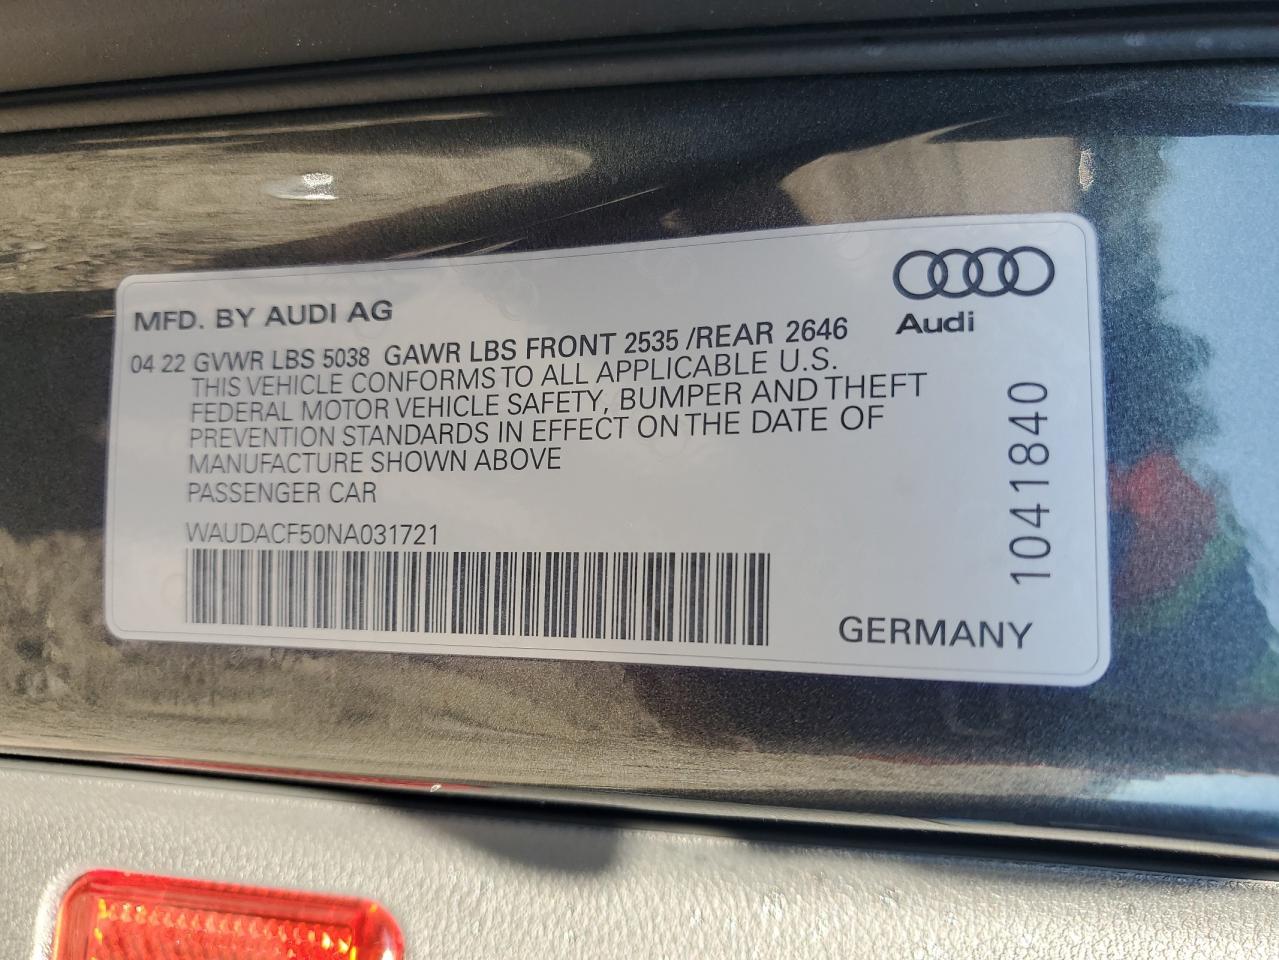 MFD. BY AUDI AG
Audi
04 22 GVWR LBS 5038 GAWR LBS FRONT 2535 /REAR 2646
THIS VEHICLE CONFORMS TO ALL APPLICABLE U.S.
FEDERAL MOTOR VEHICLE SAFETY, BUMPER AND THEFT
PREVENTION STANDARDS IN EFFECT ON THE DATE OF
MANUFACTURE SHOWN ABOVE
PASSENGER CAR
WAUDACF50NA031721
1041840
GERMANY